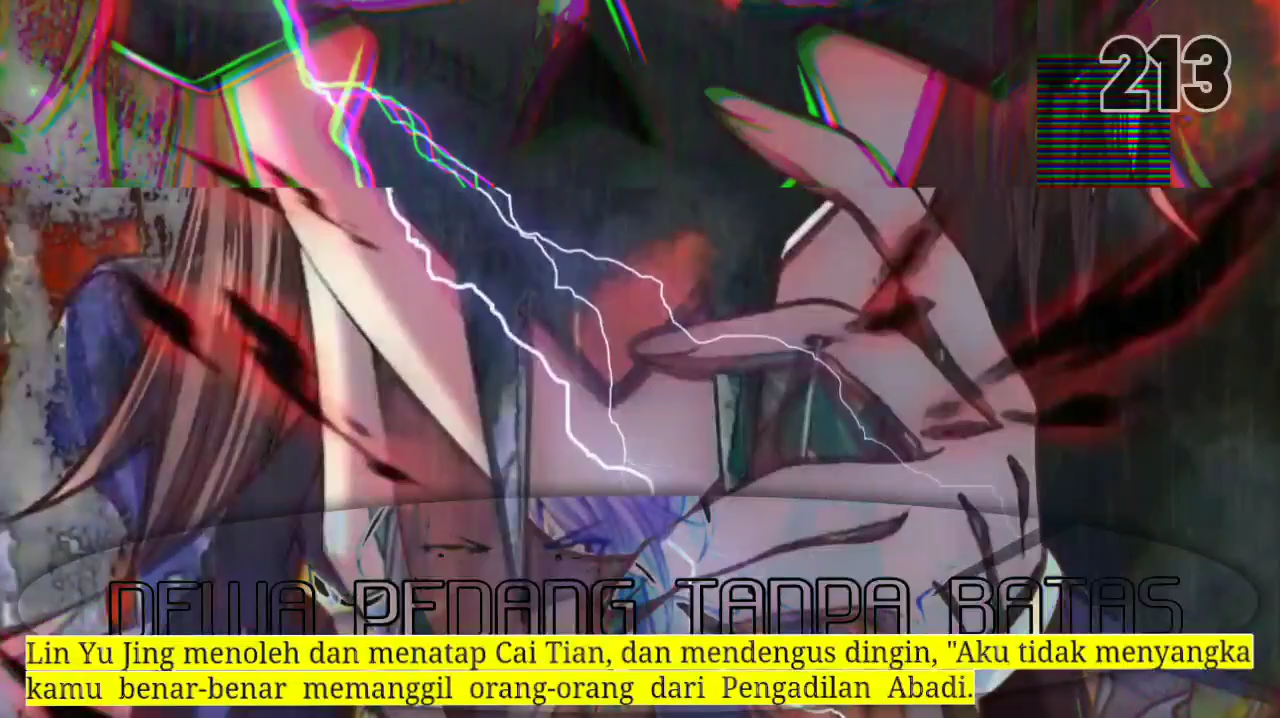 213
DEWA PEDANG TANPA BATAS
Lin Yu Jing menoleh dan menatap Cai Tian, dan mendengus dingin, "Aku tidak menyangka
kamu benar-benar memanggil orang-orang dari Pengadilan Abadi.